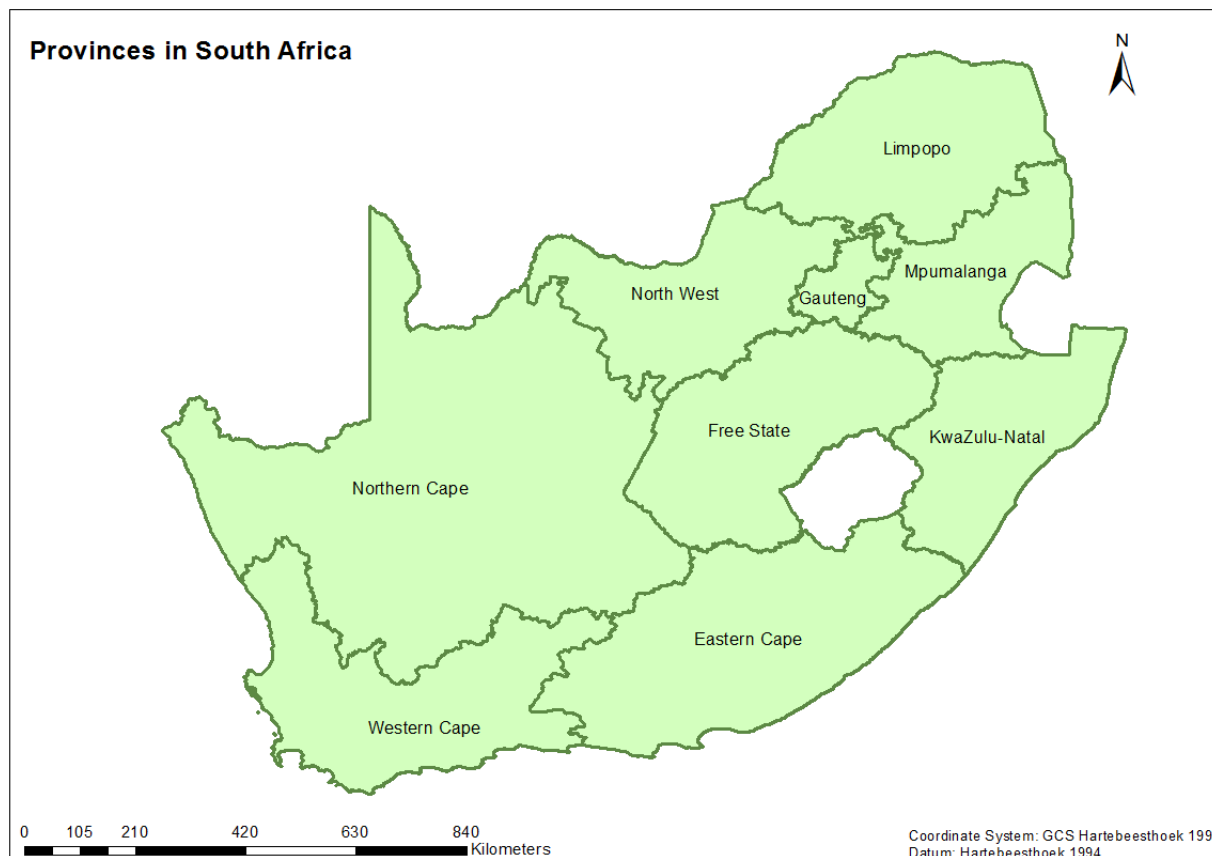 Provinces in South Africa
N
Limpopo
Mpumalanga
North West
Gauteng
Free State
KwaZulu-Natal
Northern Cape
Eastern Cape
Western Cape
0 105 210 420 630 840
Kilometers
Coordinate System: GCS Hartebeesthoek 199
Datum: Hartebeesthoek 1994